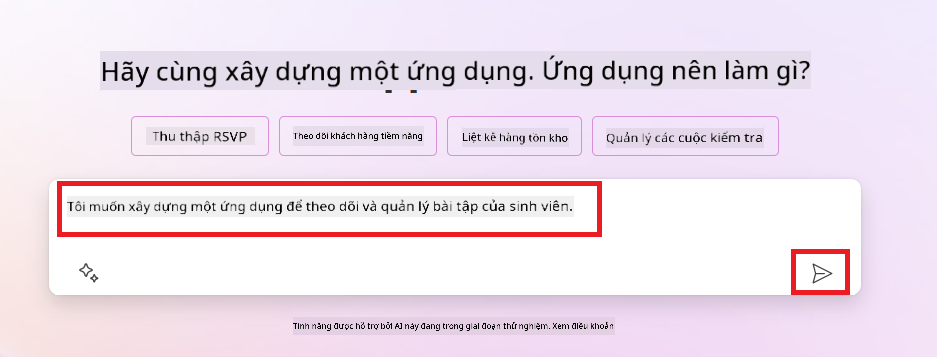 Hãy cùng xây dựng một ứng dụng. Ứng dụng nên làm gì?
Thu thập RSVP
Theo dõi khách hàng tiềm năng
Liệt kê hàng tồn kho
Quản lý các cuộc kiểm tra
Tôi muốn xây dựng một ứng dụng để theo dõi và quản lý bài tập của sinh viên.
Tính năng được hỗ trợ bởi AI này đang trong giai đoạn thử nghiệm. Xem điều khoản